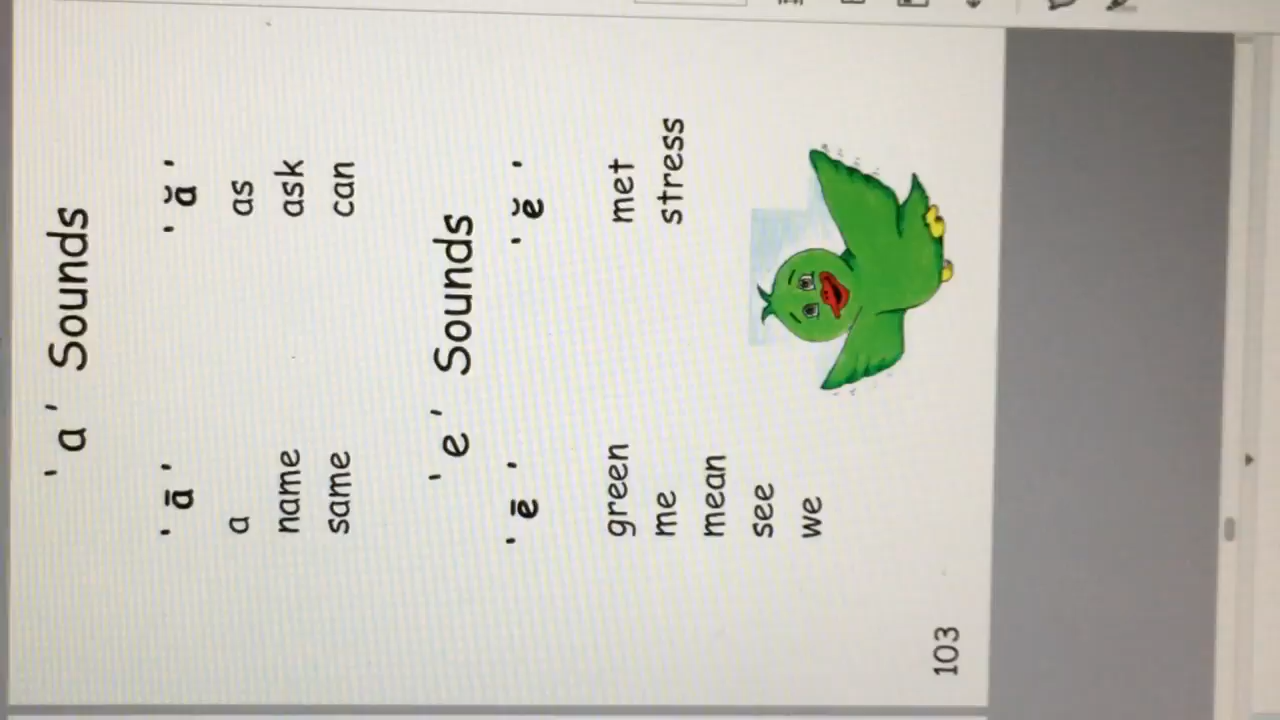 'a' Sounds
'ā' 'ă'
a as
name ask
same can
'e' Sounds
'ē' 'ĕ'
green met
me stress
mean
see
we
103